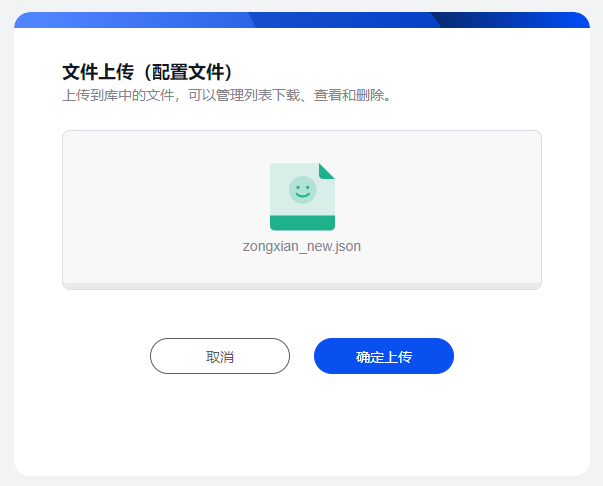 文件上传（配置文件）
上传到库中的文件，可以管理列表下载、查看和删除。
zongxian_new.json
取消
确定上传